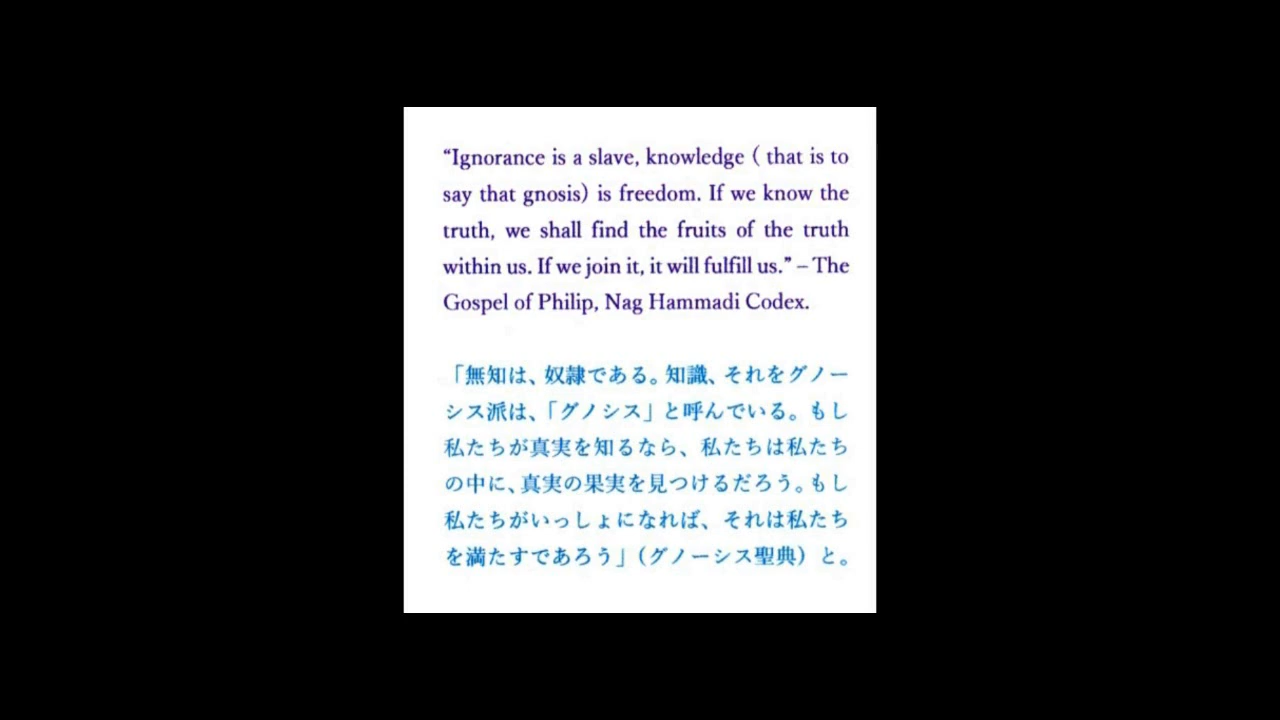 “Ignorance is a slave, knowledge ( that is to
say that gnosis) is freedom. If we know the
truth, we shall find the fruits of the truth
within us. If we join it, it will fulfill us.” – The
Gospel of Philip, Nag Hammadi Codex.
「無知は、奴隷である。知識、それをグノー
シス派は、「グノシス」と呼んでいる。もし
私たちが真実を知るなら、私たちは私たち
の中に、真実の果実を見つけるだろう。もし
私たちがいっしょになれば、それは私たち
を満たすであろう」（グノーシス聖典）と。